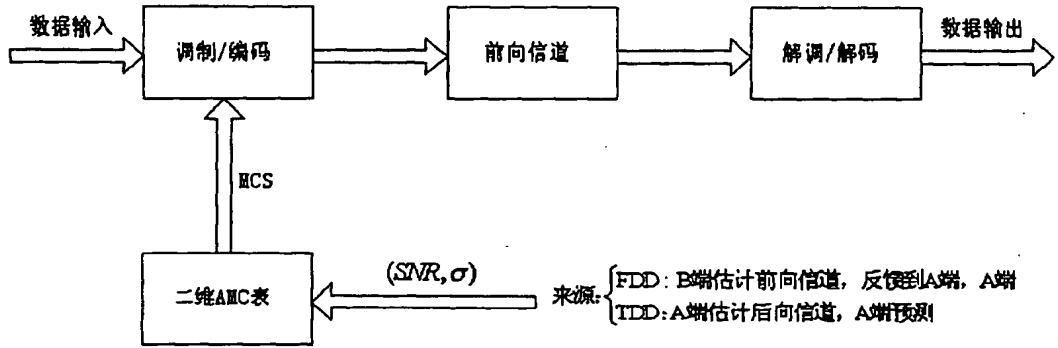 数据输入
调制/编码
前向信道
解调/解码
数据输出
MCS
二维AMC表
(SNR,σ)
来源:
FDD: B端估计前向信道, 反馈到A端, A端
TDD: A端估计后向信道, A端预测